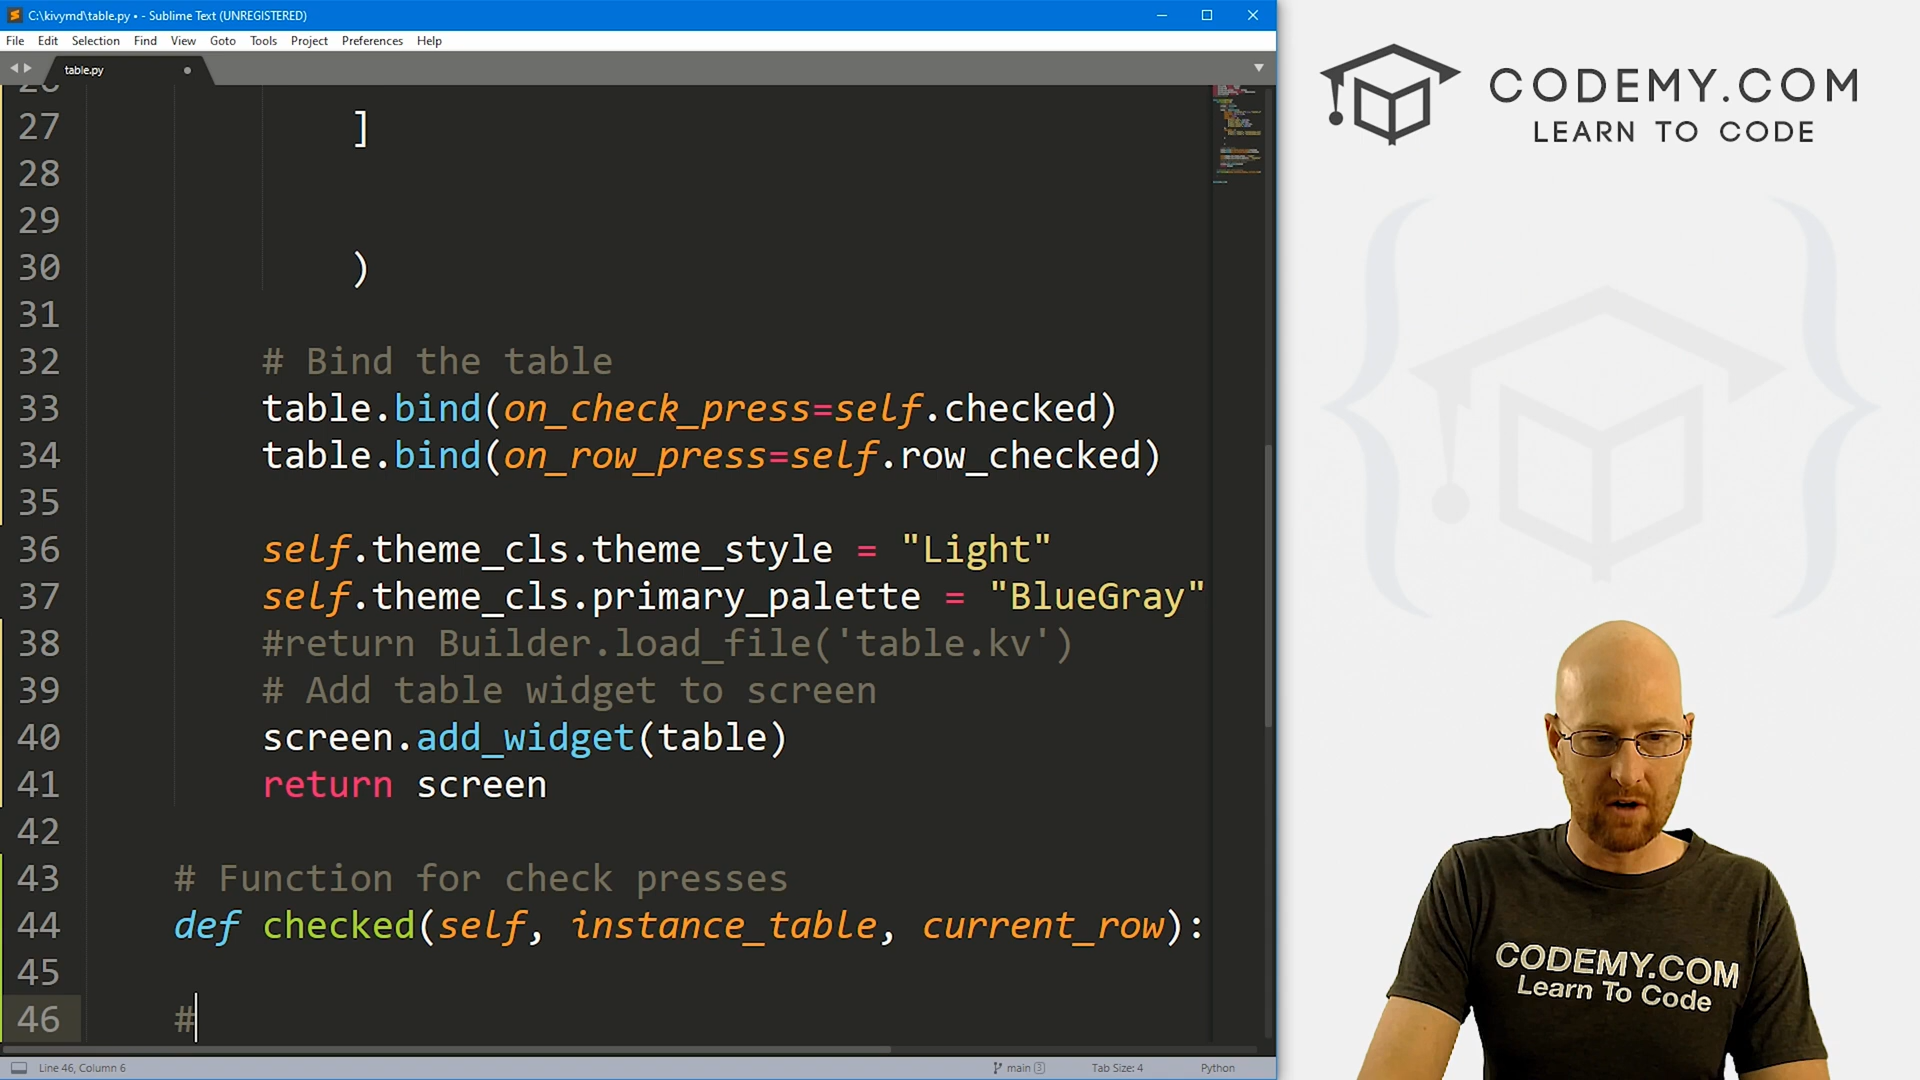 C:\kivymd\table.py • - Sublime Text (UNREGISTERED)
File Edit Selection Find View Goto Tools Project Preferences Help
table.py
26
27 ]
28
29
30 )
31
32 # Bind the table
33 table.bind(on_check_press=self.checked)
34 table.bind(on_row_press=self.row_checked)
35
36 self.theme_cls.theme_style = "Light"
37 self.theme_cls.primary_palette = "BlueGray"
38 #return Builder.load_file('table.kv')
39 # Add table widget to screen
40 screen.add_widget(table)
41 return screen
42
43 # Function for check presses
44 def checked(self, instance_table, current_row):
45
46 #
Line 46, Column 6 main 3 Tab Size: 4 Python
CODEMY.COM
LEARN TO CODE
CODEMY.COM
Learn To Code